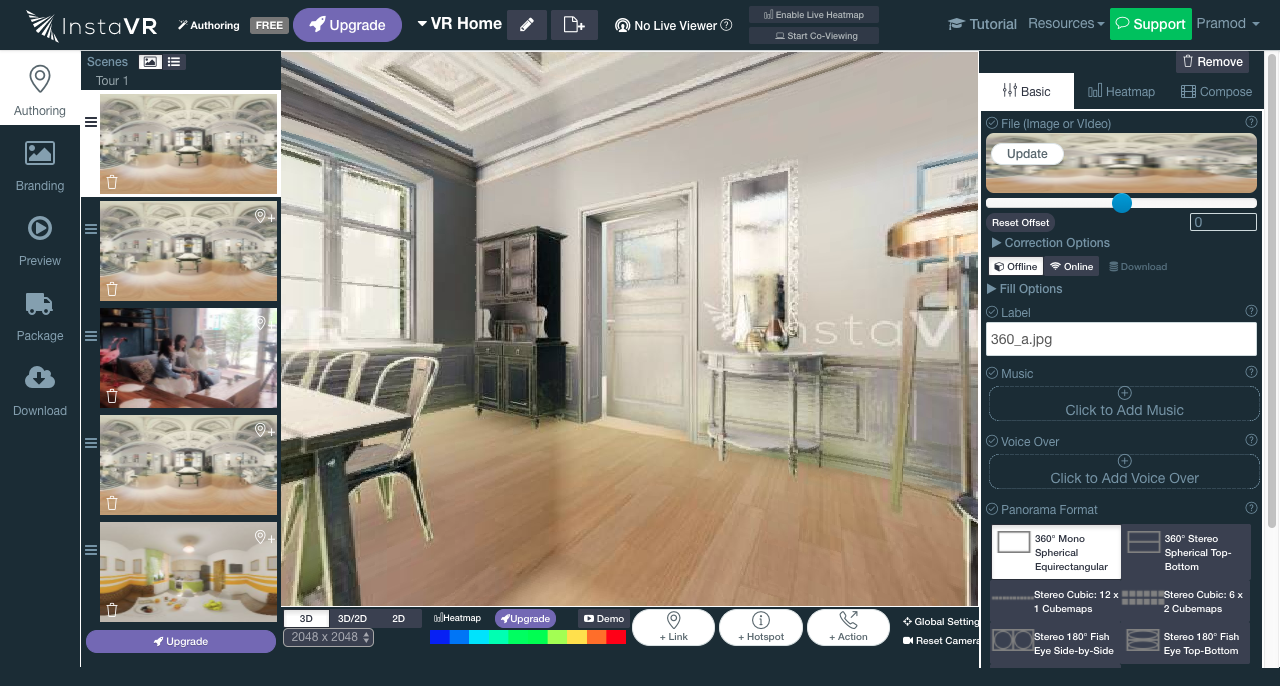 InstaVR
Authoring
FREE
Upgrade
VR Home
No Live Viewer
Enable Live Heatmap
Start Co-Viewing
Tutorial
Resources
Support
Pramod
Authoring
Branding
Preview
Package
Download
Scenes
Tour 1
Upgrade
InstaVR
3D
3D/2D
2D
2048 x 2048
Heatmap
Upgrade
Demo
+ Link
+ Hotspot
+ Action
Global Setting
Reset Camera
Remove
Basic
Heatmap
Compose
File (Image or VIdeo)
Update
Reset Offset
0
Correction Options
Offline
Online
Download
Fill Options
Label
360_a.jpg
Music
Click to Add Music
Voice Over
Click to Add Voice Over
Panorama Format
360° Mono
Spherical
Equirectangular
360° Stereo
Spherical Top-
Bottom
Stereo Cubic: 12 x
1 Cubemaps
Stereo Cubic: 6 x
2 Cubemaps
Stereo 180° Fish
Eye Side-by-Side
Stereo 180° Fish
Eye Top-Bottom